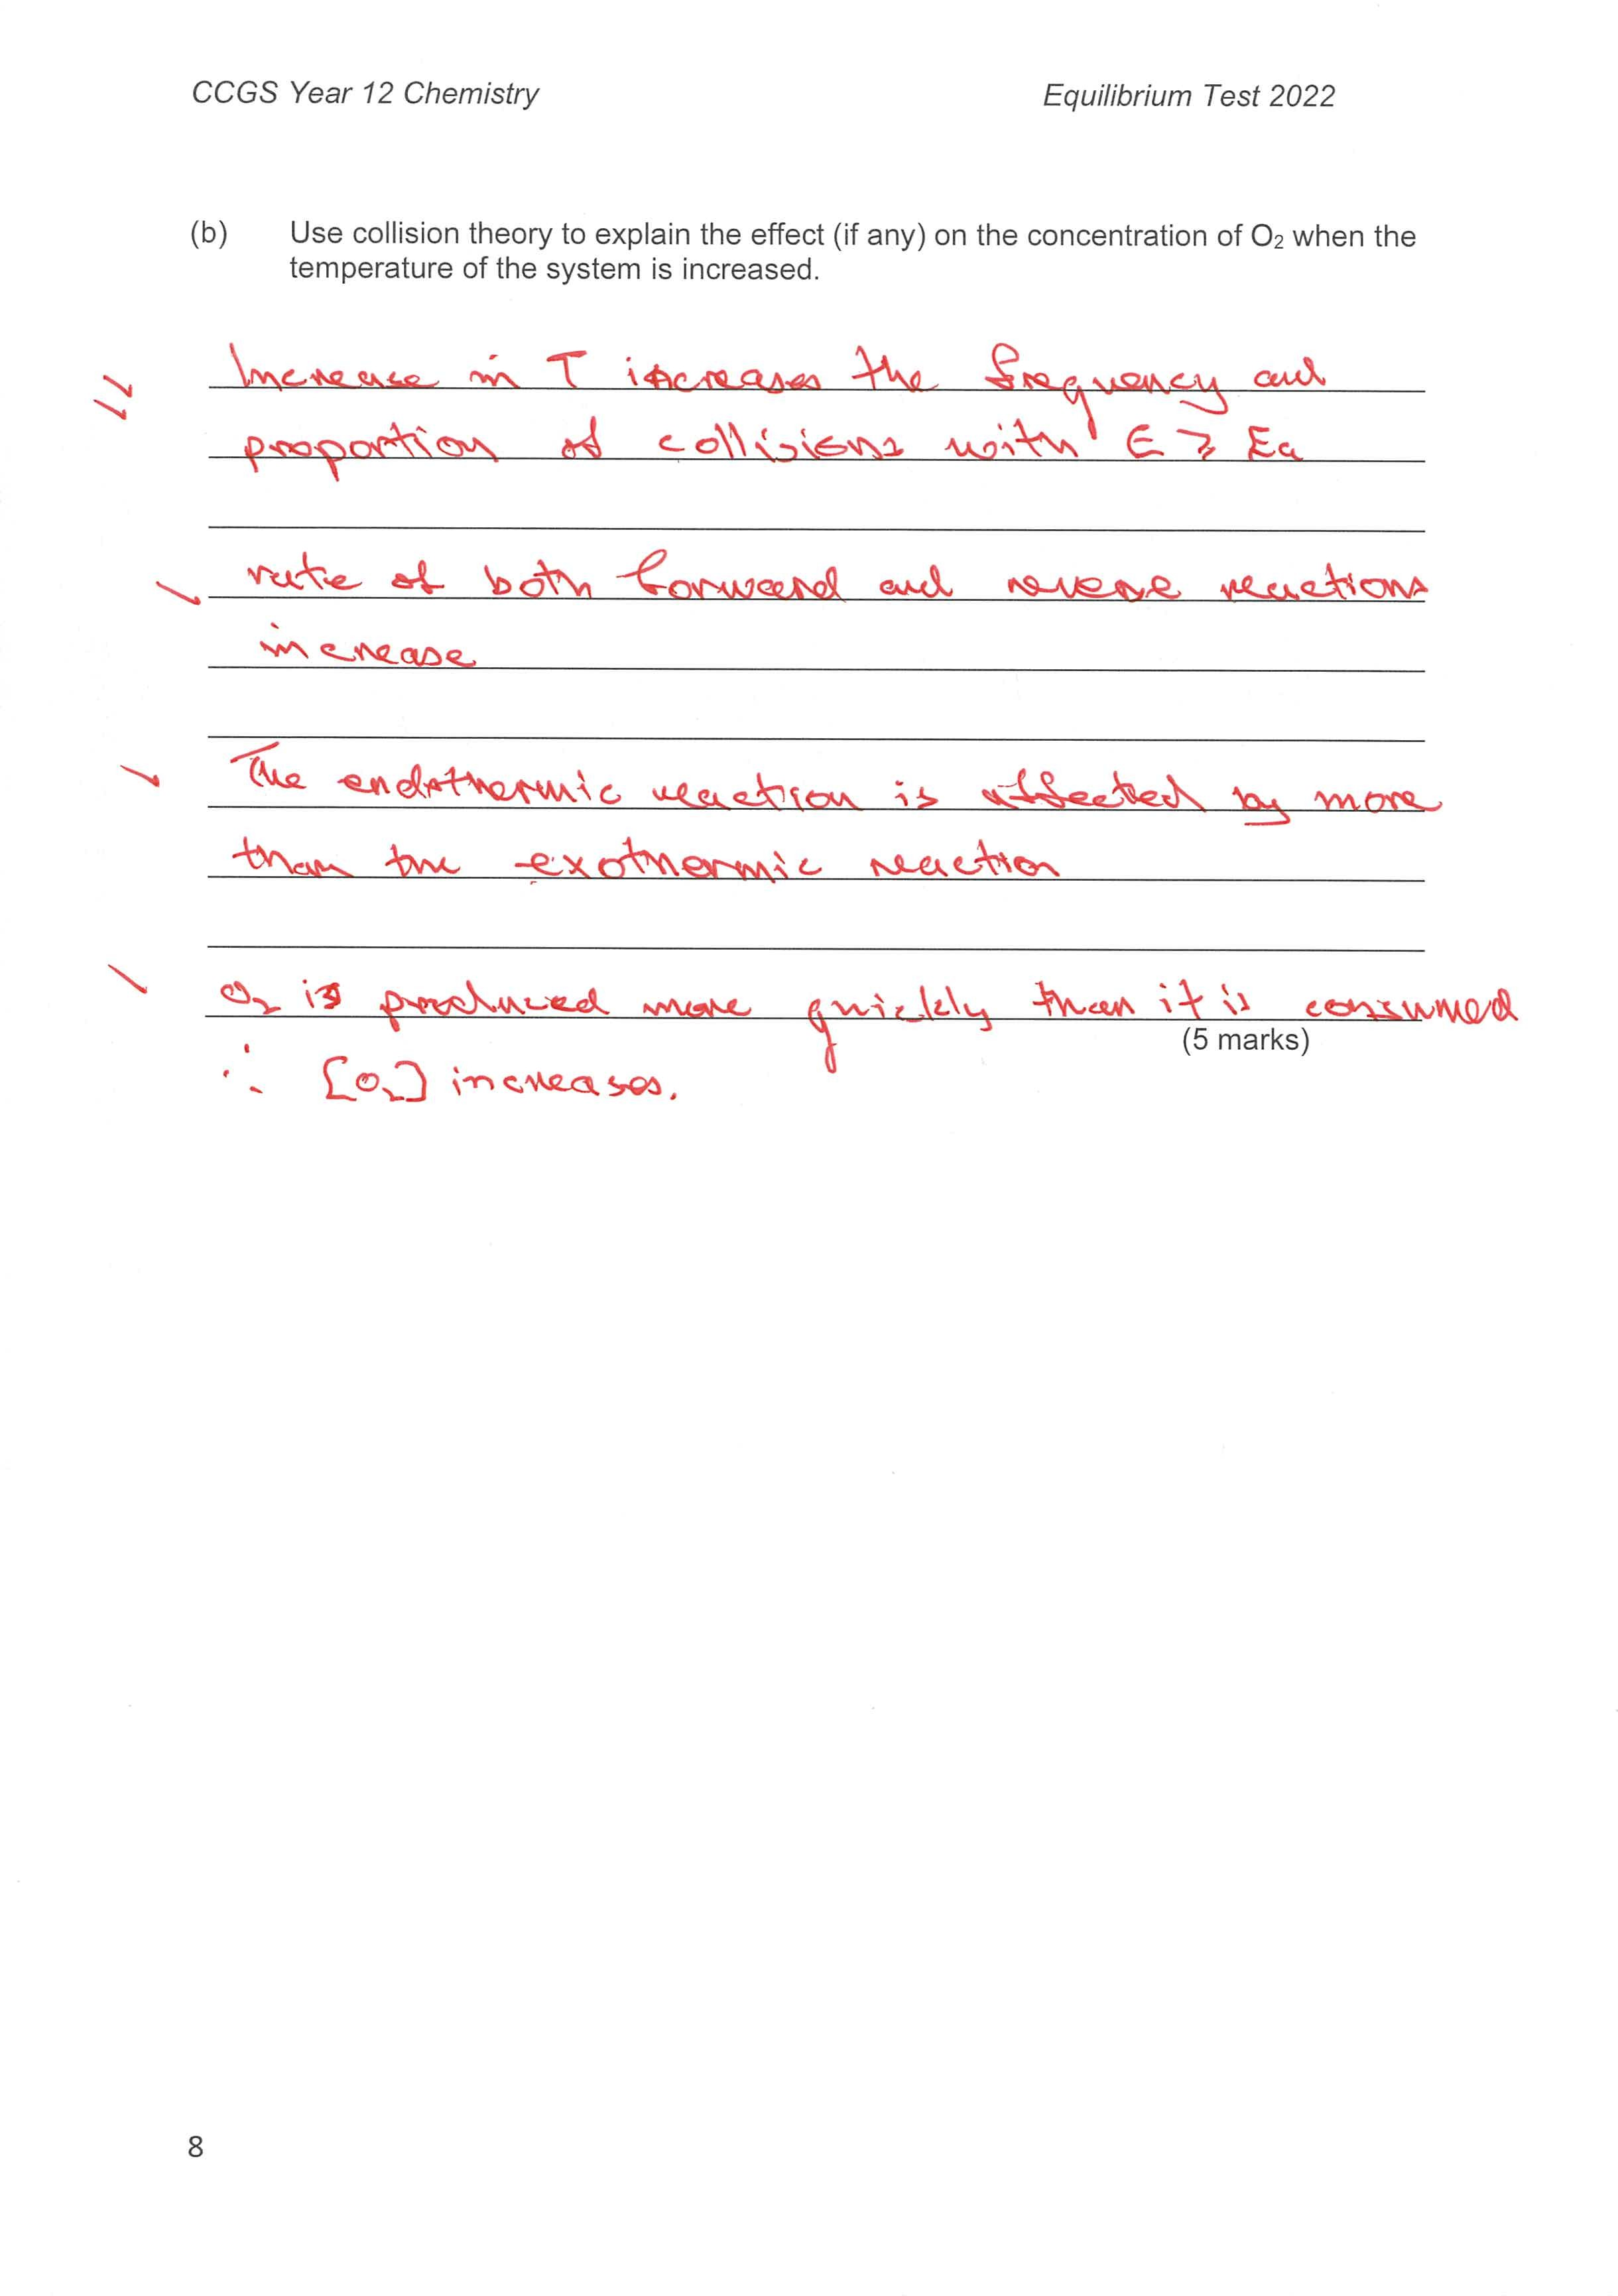 CCGS Year 12 Chemistry Equilibrium Test 2022
(b) Use collision theory to explain the effect (if any) on the concentration of O₂ when the
temperature of the system is increased.
Increase in T increases the frequency and
proportion of collisions with E ⩾ Ea
rate of both forward and reverse reactions
increase
The endothermic reaction is affected by more
than the exothermic reaction
O₂ is produced more quickly than it is consumed
(5 marks)
∴ [O₂] increases.
8